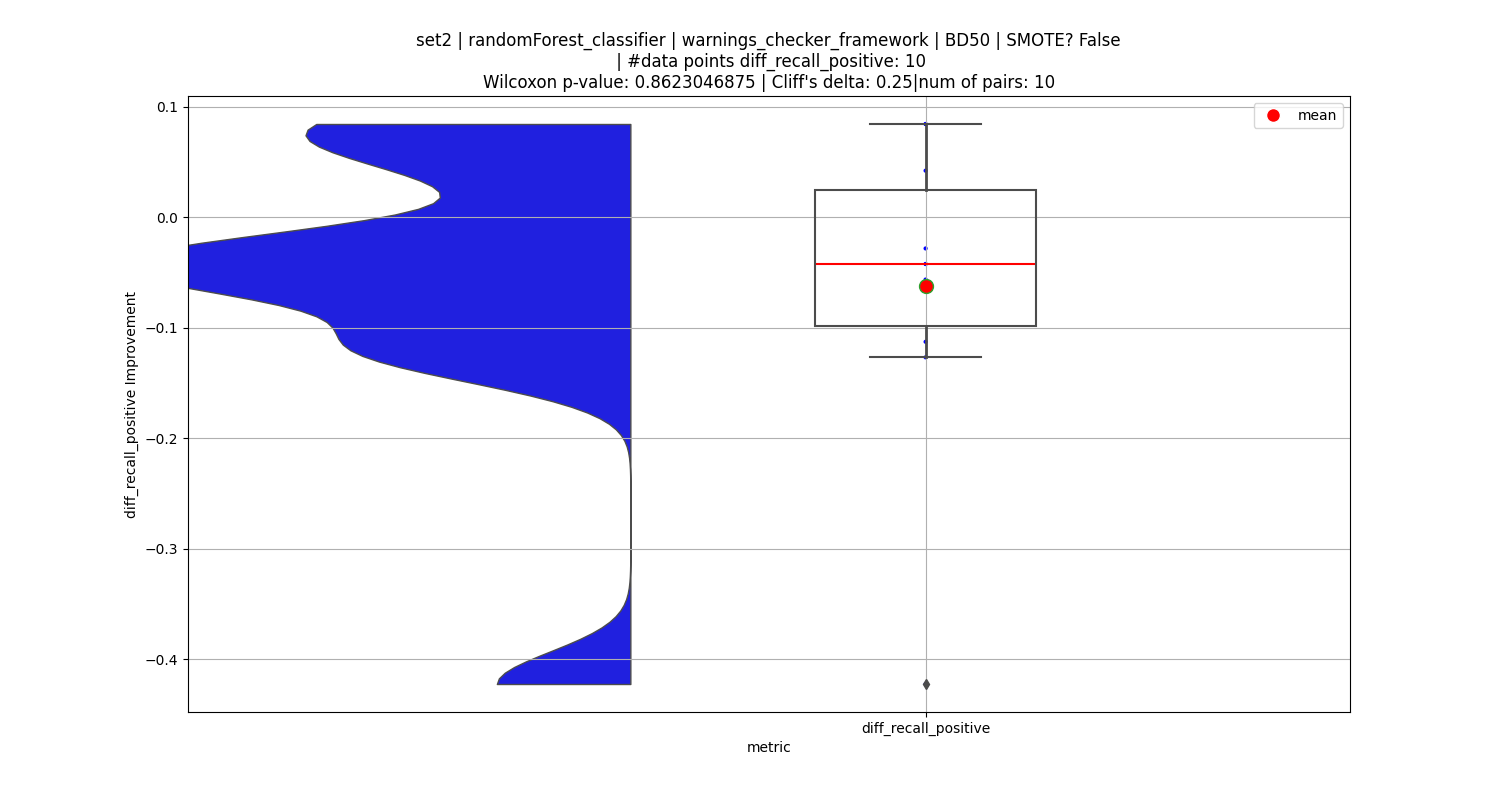 set2 | randomForest_classifier | warnings_checker_framework | BD50 | SMOTE? False
| #data points diff_recall_positive: 10
Wilcoxon p-value: 0.8623046875 | Cliff's delta: 0.25|num of pairs: 10
mean
0.1
0.0
−0.1
−0.2
−0.3
−0.4
diff_recall_positive Improvement
diff_recall_positive
metric